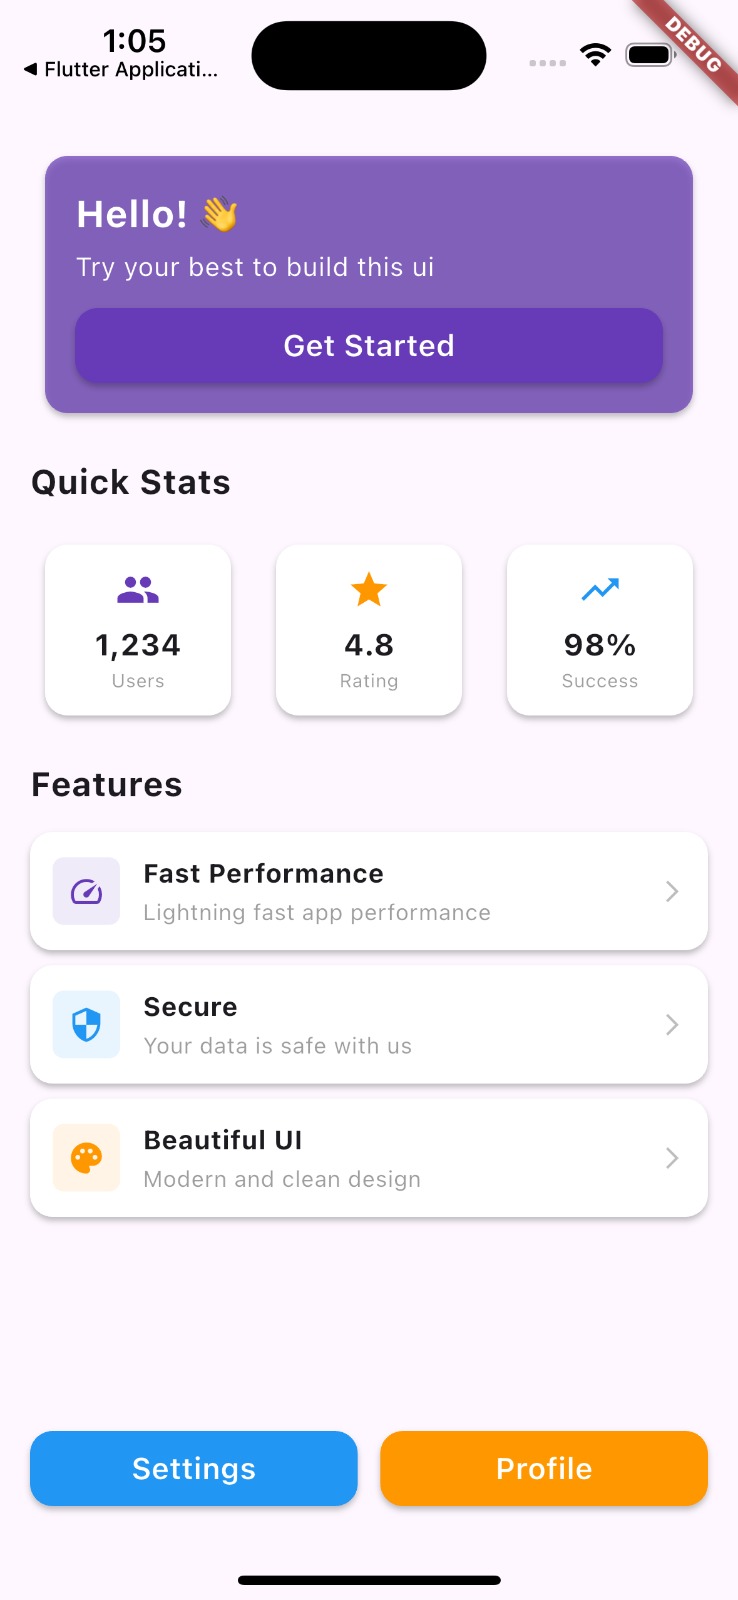 1:05
◀ Flutter Applicati...
DEBUG
Hello! 👋
Try your best to build this ui
Get Started
Quick Stats
1,234
Users
4.8
Rating
98%
Success
Features
Fast Performance
Lightning fast app performance
Secure
Your data is safe with us
Beautiful UI
Modern and clean design
Settings
Profile